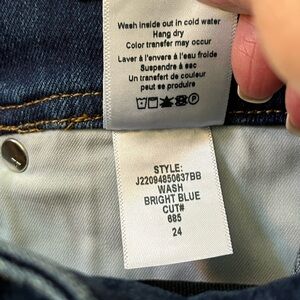 Wash inside out in cold water
Hang dry
Color transfer may occur
Laver à l'envers à l'eau froide
Suspendre à sec
Un transfert de couleur
peut se produire
STYLE:
J22094850637BB
WASH
BRIGHT BLUE
CUT#
685
24